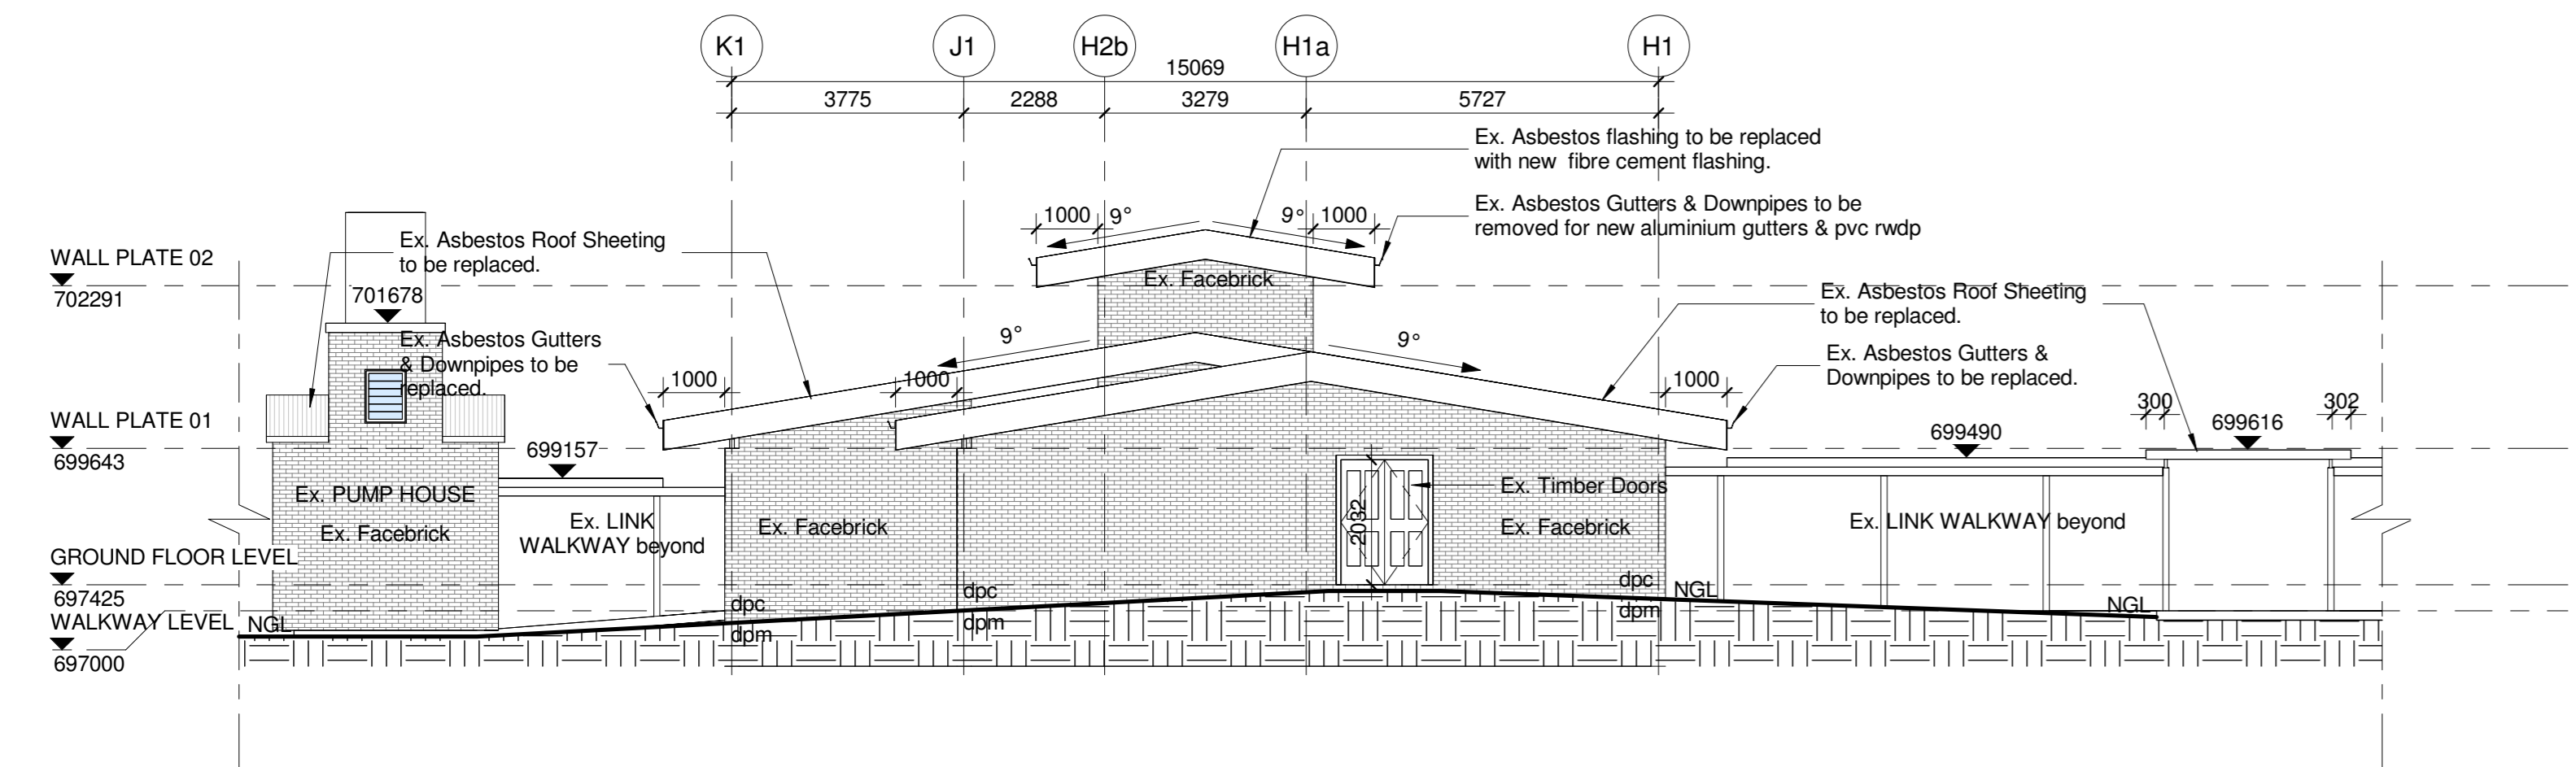 K1
J1
H2b
H1a
H1
15069
3775
2288
3279
5727
Ex. Asbestos flashing to be replaced
with new fibre cement flashing.
Ex. Asbestos Gutters & Downpipes to be
removed for new aluminium gutters & pvc rwdp
1000
9°
9°
1000
Ex. Asbestos Roof Sheeting
to be replaced.
WALL PLATE 02
702291
701678
Ex. Facebrick
Ex. Asbestos Roof Sheeting
to be replaced.
Ex. Asbestos Gutters
& Downpipes to be
replaced.
9°
9°
Ex. Asbestos Gutters &
Downpipes to be replaced.
1000
1000
1000
300
302
WALL PLATE 01
699643
699157
699490
699616
Ex. PUMP HOUSE
Ex. Facebrick
Ex. LINK
WALKWAY beyond
Ex. Facebrick
2032
Ex. Timber Doors
Ex. Facebrick
Ex. LINK WALKWAY beyond
GROUND FLOOR LEVEL
697425
WALKWAY LEVEL
697000
NGL
dpc
dpm
dpc
dpm
dpc
dpm
NGL
NGL